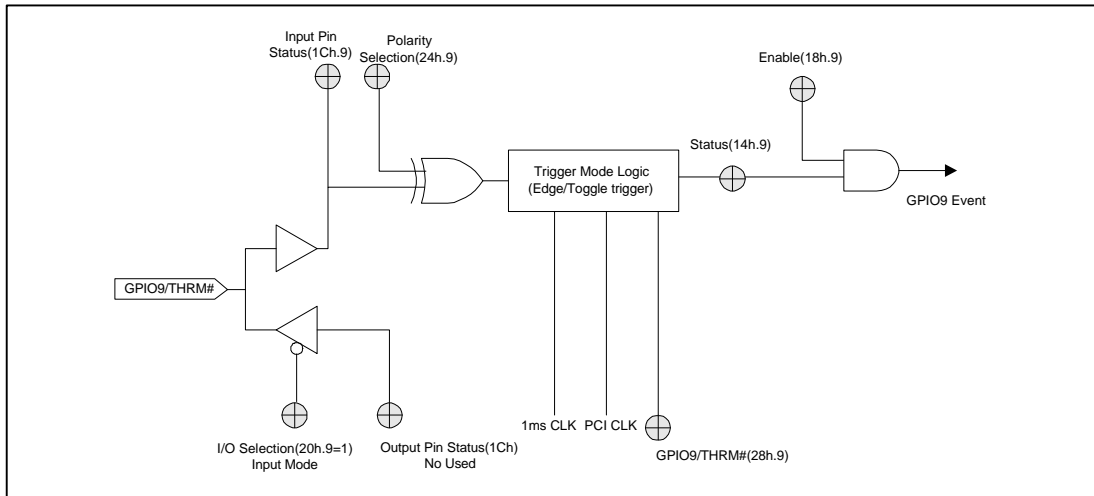 Input Pin
Status(1Ch.9)
Polarity
Selection(24h.9)
Enable(18h.9)
Status(14h.9)
Trigger Mode Logic
(Edge/Toggle trigger)
GPIO9 Event
GPIO9/THRM#
1ms CLK
PCI CLK
I/O Selection(20h.9=1)
Input Mode
Output Pin Status(1Ch)
No Used
GPIO9/THRM#(28h.9)